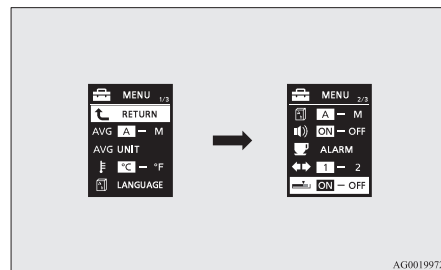 MENU 1/3
RETURN
AVG A – M
AVG UNIT
°C – °F
LANGUAGE
MENU 2/3
A – M
ON – OFF
ALARM
1 – 2
ON – OFF
AG0019972